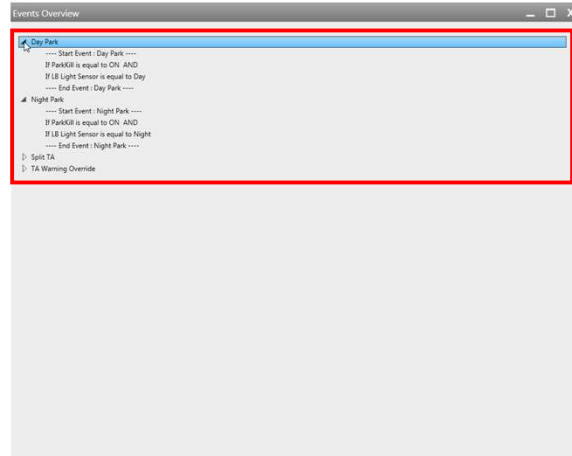 Events Overview
Day Park
---- Start Event : Day Park ----
If ParkKill is equal to ON AND
If LB Light Sensor is equal to Day
---- End Event : Day Park ----
Night Park
---- Start Event : Night Park ----
If ParkKill is equal to ON AND
If LB Light Sensor is equal to Night
---- End Event : Night Park ----
Split TA
TA Warning Override